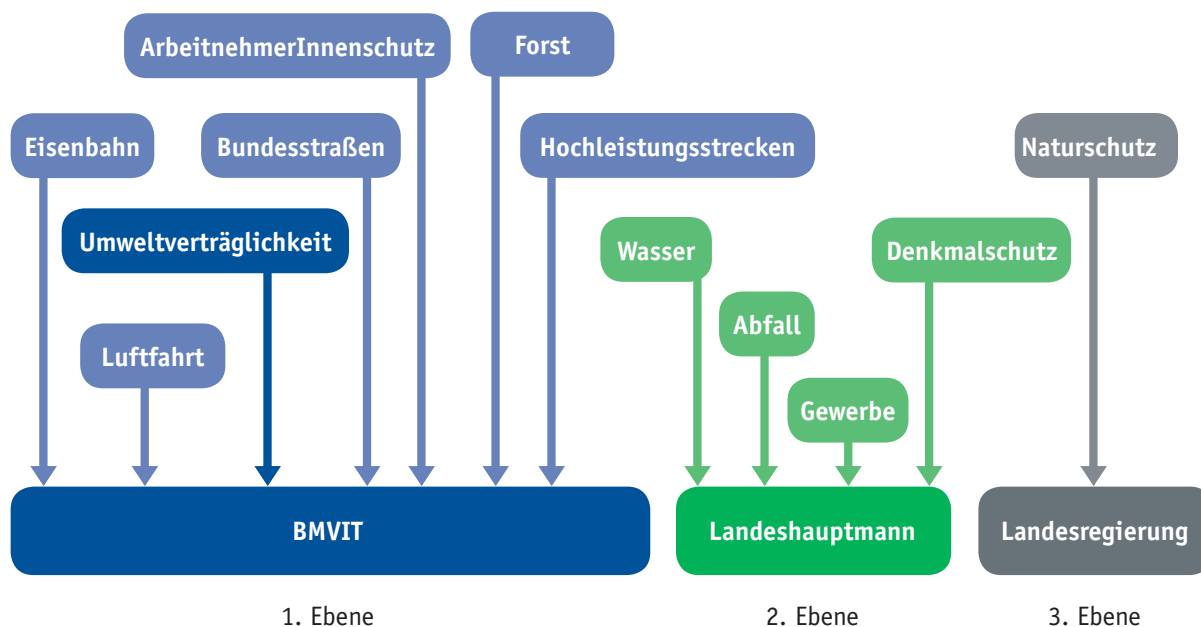 ArbeitnehmerInnenschutz
Forst
Eisenbahn
Bundesstraßen
Hochleistungsstrecken
Naturschutz
Umweltverträglichkeit
Wasser
Denkmalschutz
Abfall
Luftfahrt
Gewerbe
BMVIT
Landeshauptmann
Landesregierung
1. Ebene
2. Ebene
3. Ebene